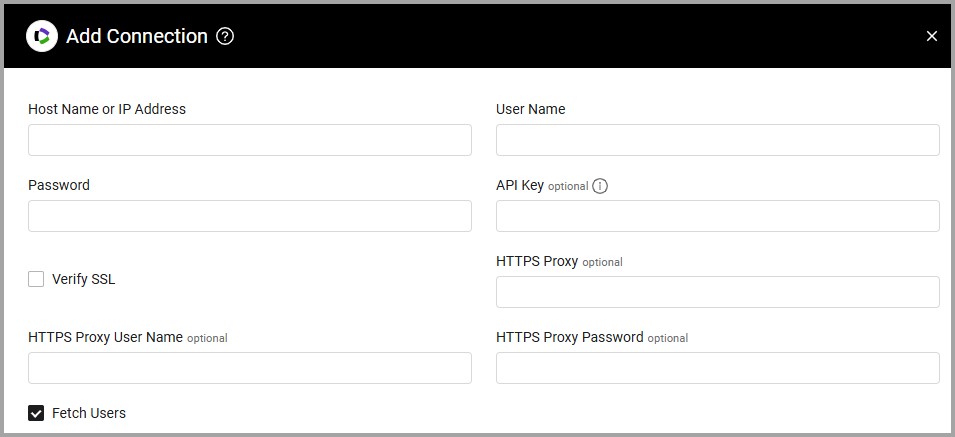 Add Connection ?
Host Name or IP Address
User Name
Password
API Key optional
Verify SSL
HTTPS Proxy optional
HTTPS Proxy User Name optional
HTTPS Proxy Password optional
Fetch Users